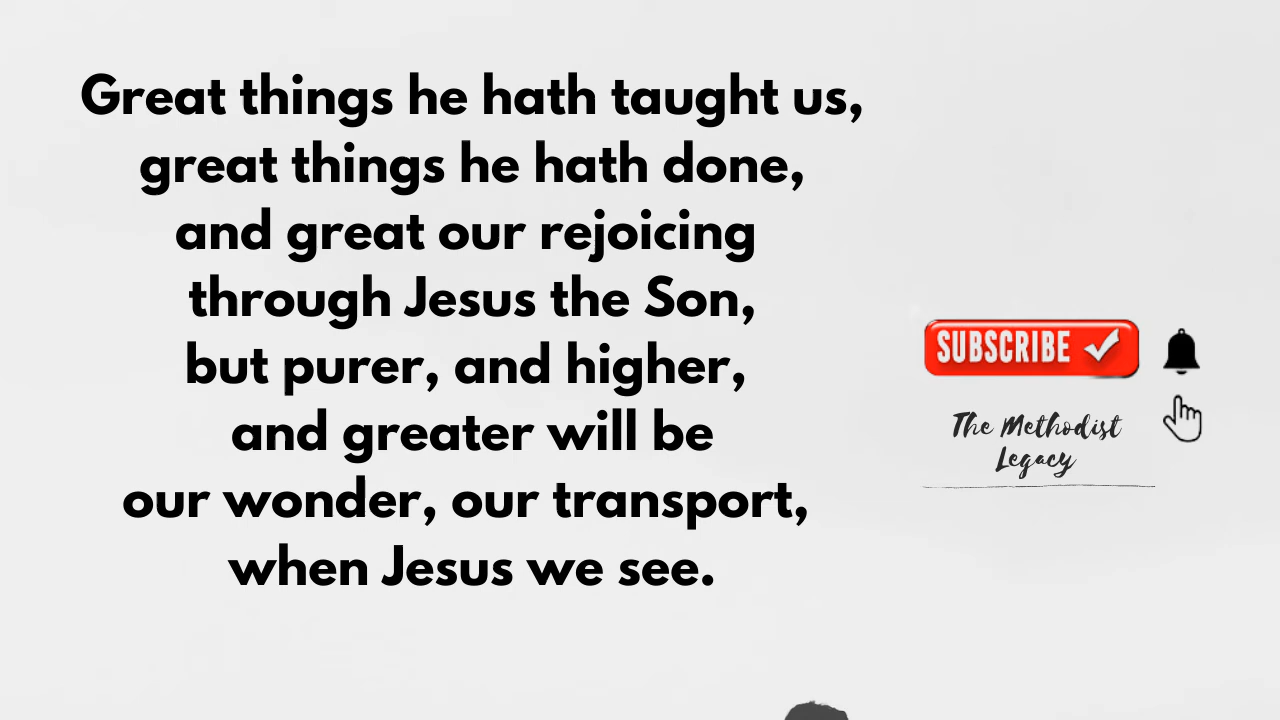 Great things he hath taught us,
great things he hath done,
and great our rejoicing
through Jesus the Son,
but purer, and higher,
and greater will be
our wonder, our transport,
when Jesus we see.
SUBSCRIBE
The Methodist
Legacy